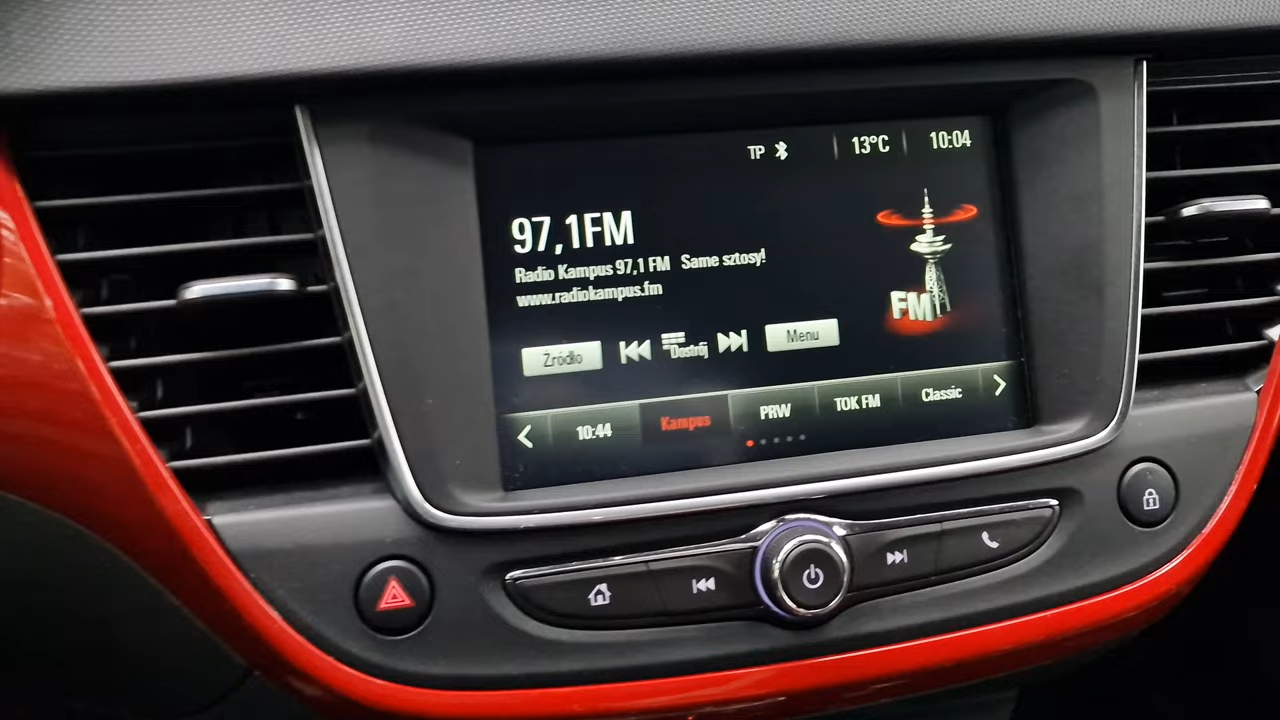 TP 13°C 10:04
97,1FM
Radio Kampus 97,1 FM Same sztosy!
www.radiokampus.fm
FM
Źródło Dostrój Menu
10:44 Kampus PRW TOK FM Classic